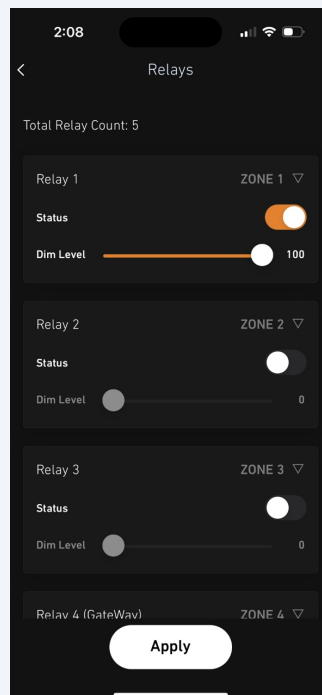 2:08
Relays
Total Relay Count: 5
Relay 1 ZONE 1
Status
Dim Level 100
Relay 2 ZONE 2
Status
Dim Level 0
Relay 3 ZONE 3
Status
Dim Level 0
Relay 4 (GateWay) ZONE 4
Apply